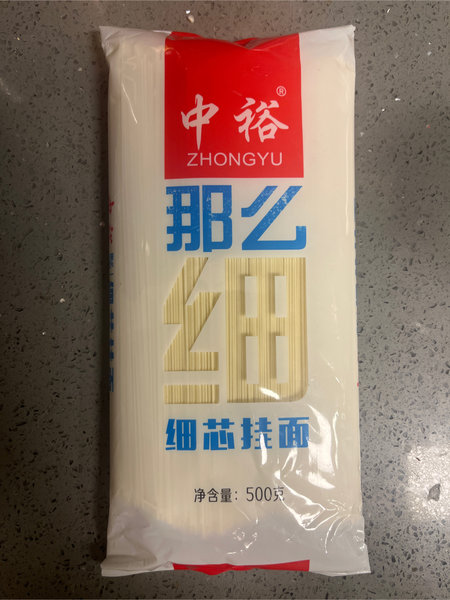 中裕®
ZHONGYU
那么
细
细芯挂面
净含量：500克